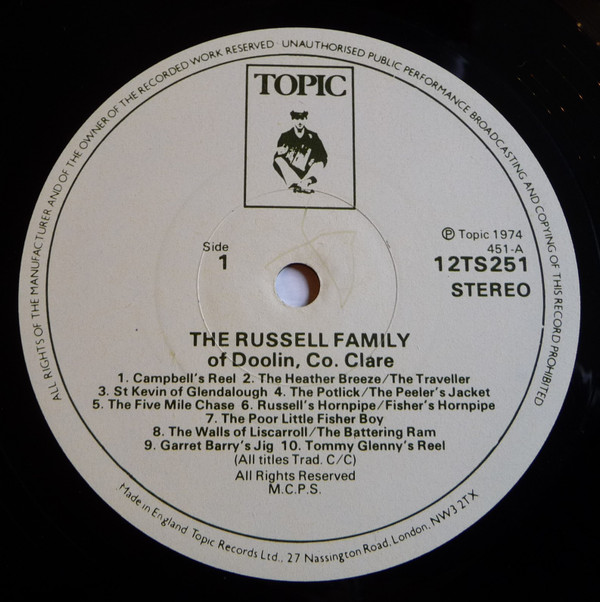 ALL RIGHTS OF THE MANUFACTURER AND OF THE OWNER OF THE RECORDED WORK RESERVED · UNAUTHORISED PUBLIC PERFORMANCE BROADCASTING AND COPYING OF THIS RECORD PROHIBITED
TOPIC
Side
1
Ⓟ Topic 1974
451-A
12TS251
STEREO
THE RUSSELL FAMILY
of Doolin, Co. Clare
1. Campbell's Reel 2. The Heather Breeze/The Traveller
3. St Kevin of Glendalough 4. The Potlick/The Peeler's Jacket
5. The Five Mile Chase 6. Russell's Hornpipe/Fisher's Hornpipe
7. The Poor Little Fisher Boy
8. The Walls of Liscarroll/The Battering Ram
9. Garret Barry's Jig 10. Tommy Glenny's Reel
(All titles Trad. C/C)
All Rights Reserved
M.C.P.S.
Made in England Topic Records Ltd., 27 Nassington Road, London, NW3 2TX